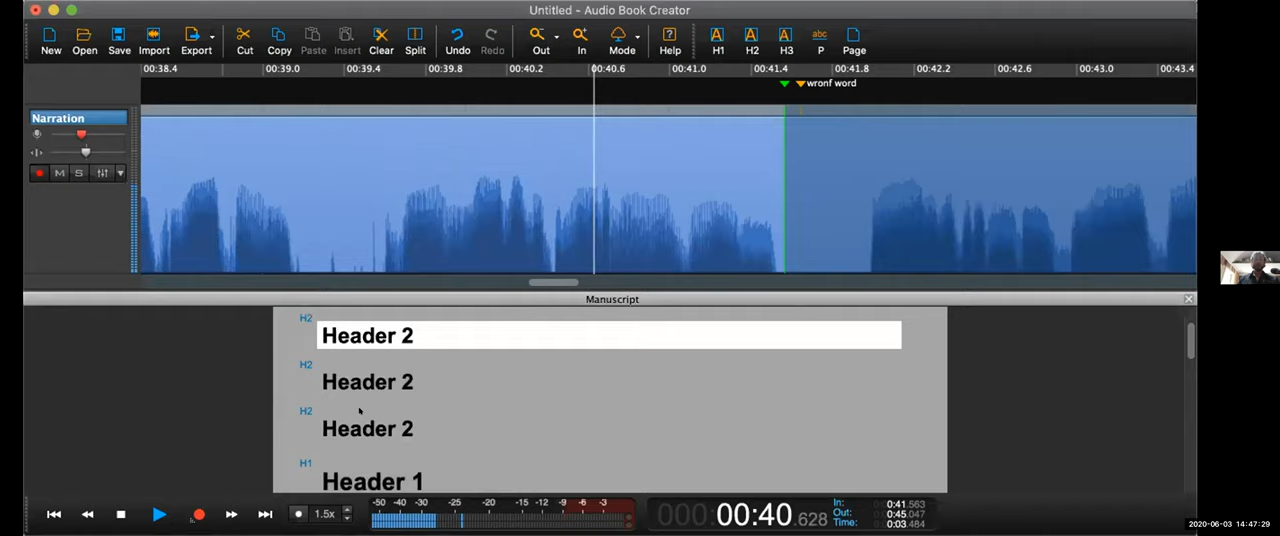 Untitled - Audio Book Creator
New Open Save Import Export Cut Copy Paste Insert Clear Split Undo Redo Out In Mode Help H1 H2 H3 P Page
abc
00:38.4 00:39.0 00:39.4 00:39.8 00:40.2 00:40.6 00:41.0 00:41.4 00:41.8 00:42.2 00:42.6 00:43.0 00:43.4
wronf word
Narration
M S
Manuscript
H2
Header 2
H2
Header 2
H2
Header 2
H1
Header 1
1.5x
-50 -40 -30 -25 -20 -15 -12 -9 -6 -3
000:00:40.628
In: 0:41.563
Out: 0:45.047
Time: 0:03.484
2020-06-03 14:47:29